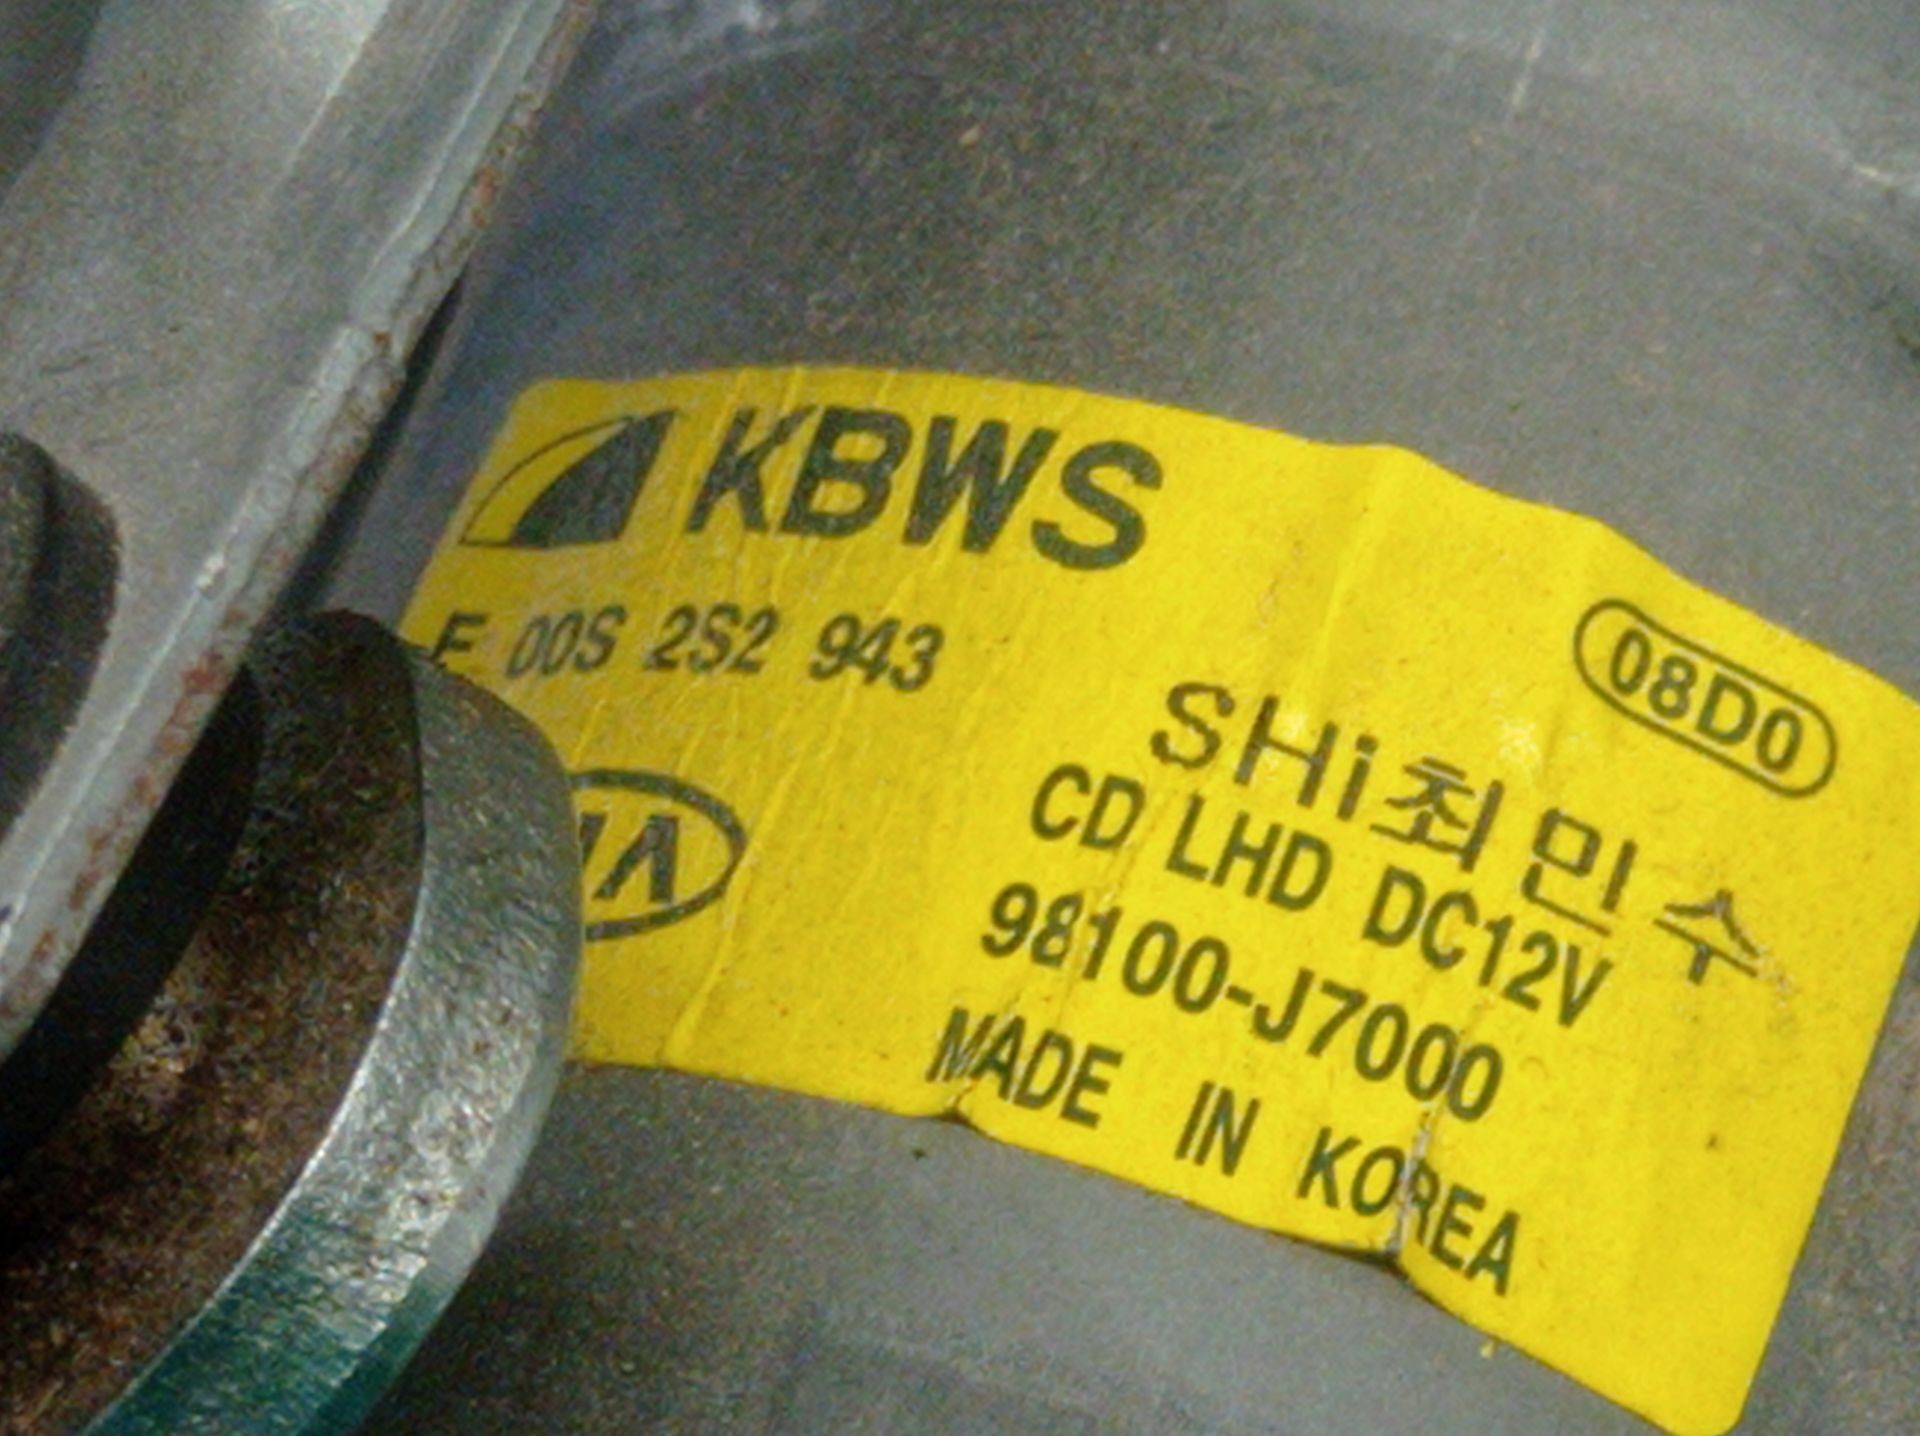 KBWS
F 00S 2S2 943
08D0
SHi최민수
CD LHD DC12V
98100-J7000
MADE IN KOREA